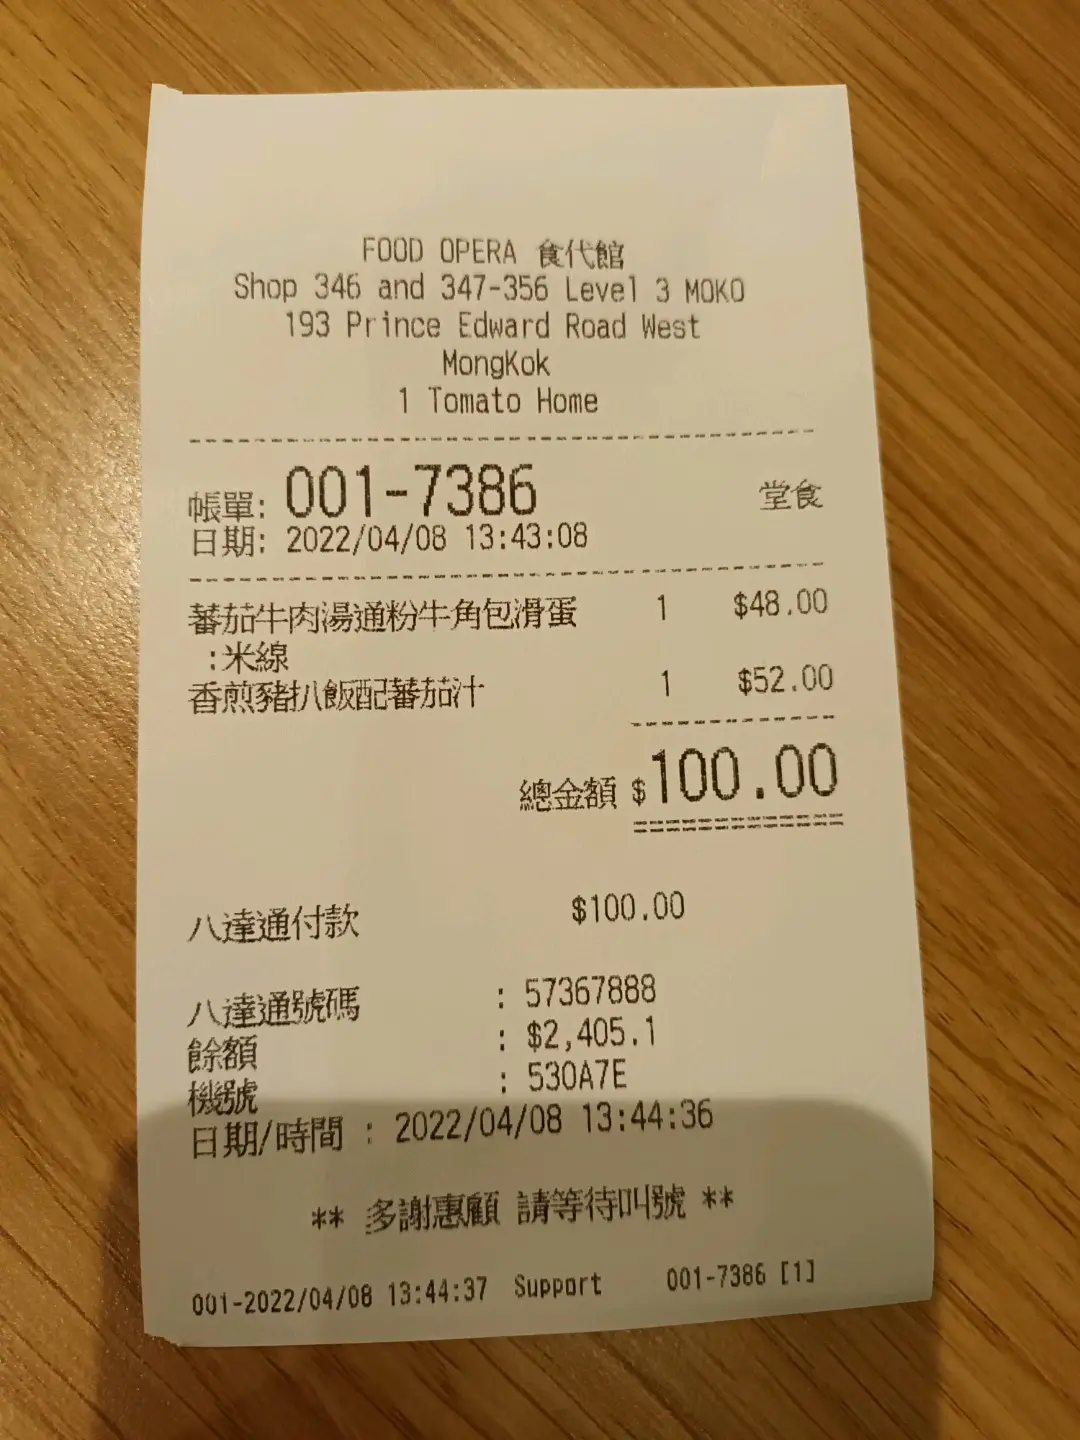 FOOD OPERA 食代館
Shop 346 and 347-356 Level 3 MOKO
193 Prince Edward Road West
MongKok
1 Tomato Home
帳單: 001-7386 堂食
日期: 2022/04/08 13:43:08
蕃茄牛肉湯通粉牛角包滑蛋 1 $48.00
:米線
香煎豬扒飯配蕃茄汁 1 $52.00
總金額 $100.00
八達通付款 $100.00
八達通號碼 : 57367888
餘額 : $2,405.1
機號 : 530A7E
日期/時間 : 2022/04/08 13:44:36
** 多謝惠顧 請等待叫號 **
001-2022/04/08 13:44:37 Support 001-7386 [1]